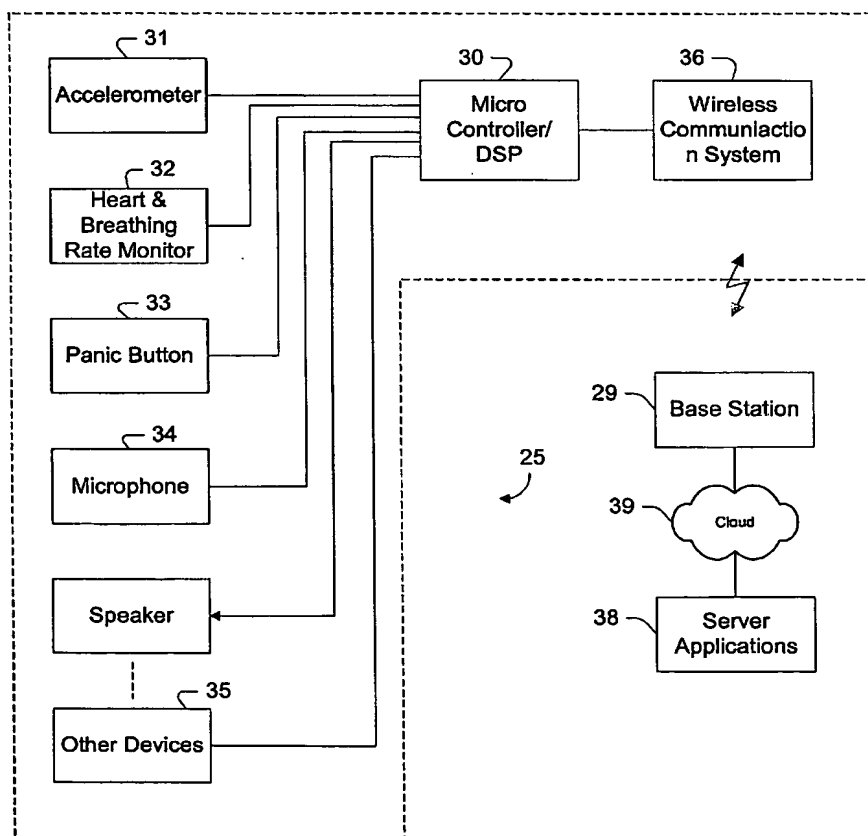 31
Accelerometer
30
Micro
Controller/
DSP
36
Wireless
Communiactio
n System
32
Heart &
Breathing
Rate Monitor
33
Panic Button
29
Base Station
34
Microphone
25
39
Cloud
Speaker
38
Server
Applications
35
Other Devices